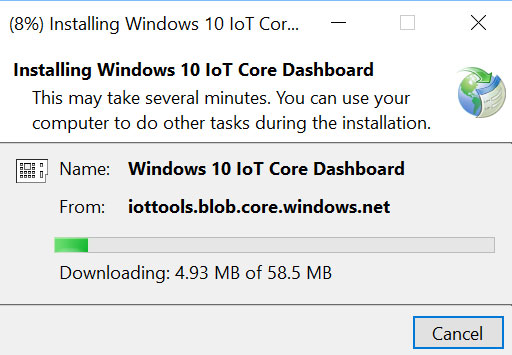 (8%) Installing Windows 10 IoT Cor...
Installing Windows 10 IoT Core Dashboard
This may take several minutes. You can use your
computer to do other tasks during the installation.
Name: Windows 10 IoT Core Dashboard
From: iottools.blob.core.windows.net
Downloading: 4.93 MB of 58.5 MB
Cancel